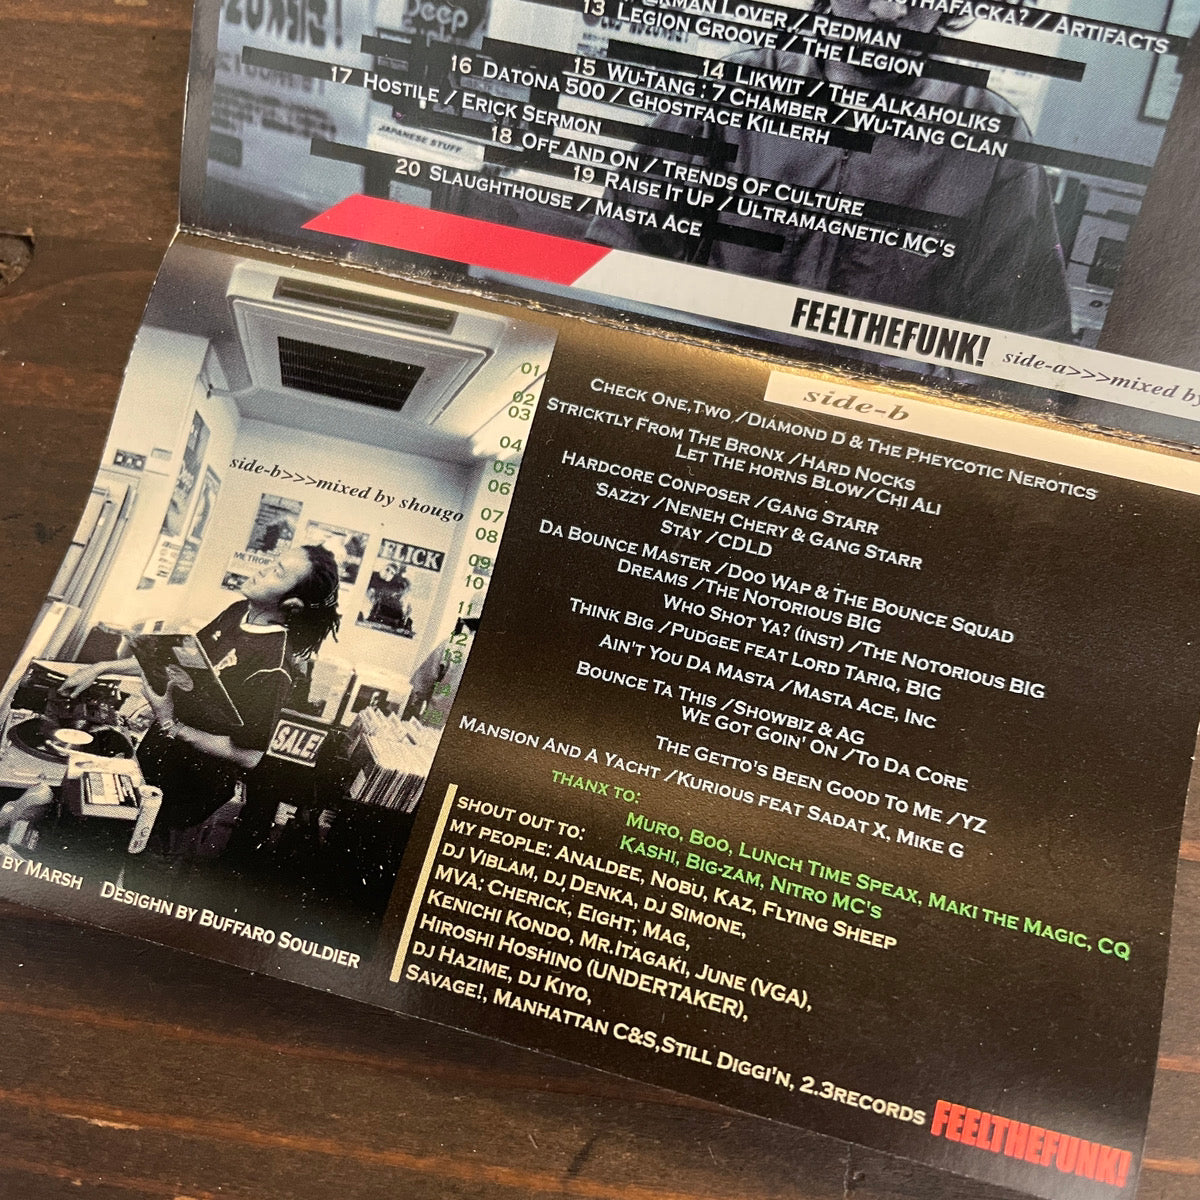 Deep
MOTHAFACKA? / ARTIFACTS
LOVER / REDMAN
13 LEGION GROOVE / THE LEGION
14 LIKWIT / THE ALKAHOLIKS
15 WU-TANG : 7 CHAMBER / WU-TANG CLAN
16 DATONA 500 / GHOSTFACE KILLERH
17 HOSTILE / ERICK SERMON
18 OFF AND ON / TRENDS OF CULTURE
19 RAISE IT UP / ULTRAMAGNETIC MC'S
20 SLAUGHTHOUSE / MASTA ACE
JAPANESE STUFF
FEELTHEFUNK! side-a>>>mixed by
side-b
01 CHECK ONE,TWO /DIAMOND D & THE PHEYCOTIC NEROTICS
02 STRICKTLY FROM THE BRONX /HARD NOCKS
03 LET THE HORNS BLOW/CHI ALI
04 HARDCORE CONPOSER /GANG STARR
05 SAZZY /NENEH CHERY & GANG STARR
06 STAY /CDLD
07 DA BOUNCE MASTER /DOO WAP & THE BOUNCE SQUAD
08 DREAMS /THE NOTORIOUS BIG
09 WHO SHOT YA? (INST) /THE NOTORIOUS BIG
10 THINK BIG /PUDGEE FEAT LORD TARIQ, BIG
11 AIN'T YOU DA MASTA /MASTA ACE, INC
12 BOUNCE TA THIS /SHOWBIZ & AG
13 WE GOT GOIN' ON /TO DA CORE
THE GETTO'S BEEN GOOD TO ME /YZ
MANSION AND A YACHT /KURIOUS FEAT SADAT X, MIKE G
side-b>>>mixed by shougo
FLICK
SALE!
THANX TO:
MURO, BOO, LUNCH TIME SPEAX, MAKI THE MAGIC, CQ
KASHI, BIG-ZAM, NITRO MC'S
SHOUT OUT TO:
MY PEOPLE: ANALDEE, NOBU, KAZ, FLYING SHEEP
DJ VIBLAM, DJ DENKA, DJ SIMONE,
MVA: CHERICK, EIGHT, MAG,
KENICHI KONDO, MR.ITAGAKI, JUNE (VGA),
HIROSHI HOSHINO (UNDERTAKER),
DJ HAZIME, DJ KIYO,
SAVAGE!, MANHATTAN C&S,STILL DIGGI'N, 2.3RECORDS
BY MARSH DESIGHN BY BUFFARO SOULDIER
FEELTHEFUNK!